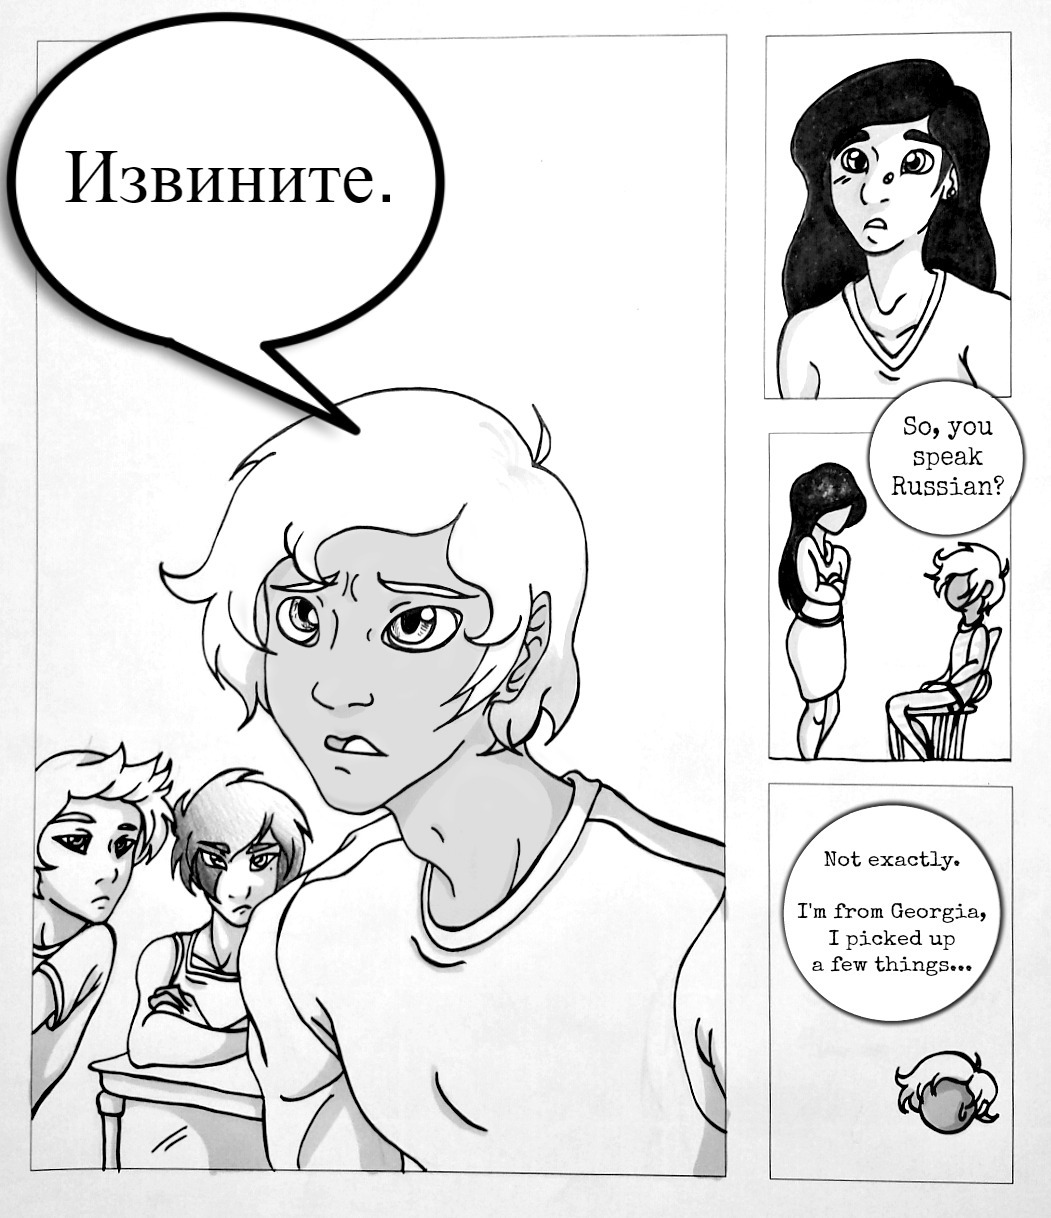 Извините.
So, you
speak
Russian?
Not exactly.
I'm from Georgia,
I picked up
a few things...